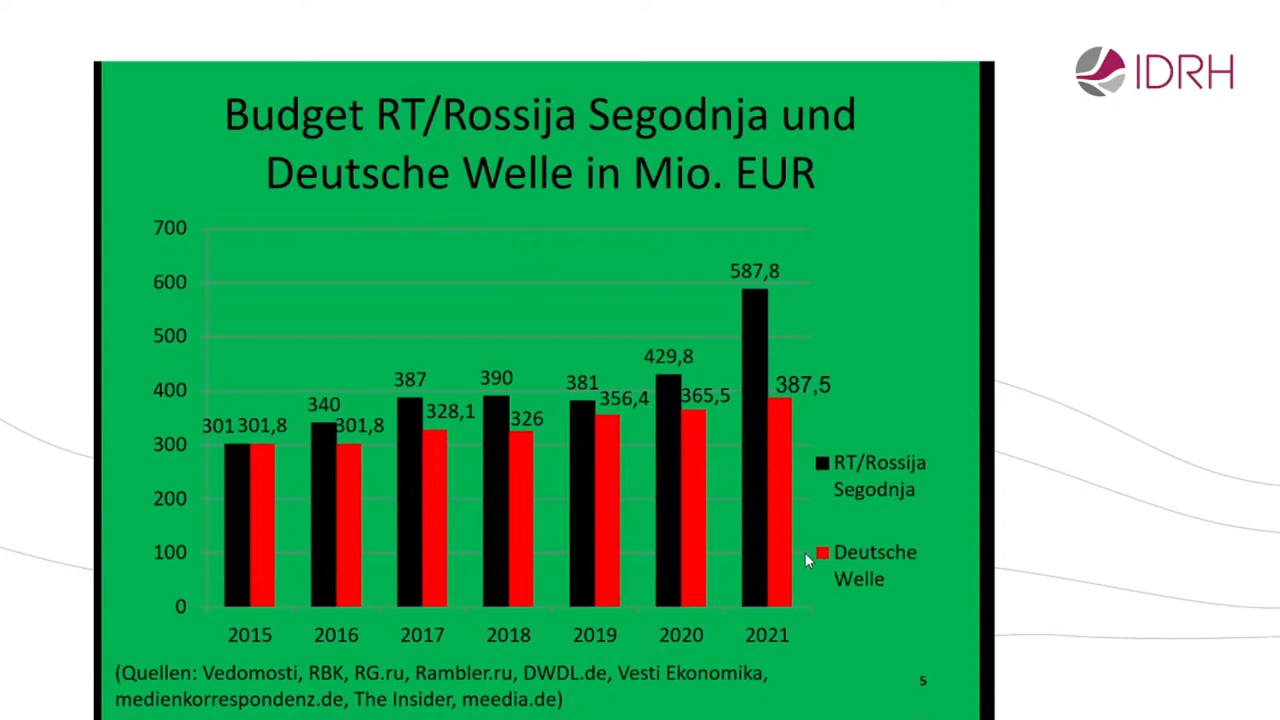 IDRH
Budget RT/Rossija Segodnja und
Deutsche Welle in Mio. EUR
700
600
500
400
300
200
100
0
301 301,8
340 301,8
387 328,1
390 326
381 356,4
429,8 365,5
587,8 387,5
2015 2016 2017 2018 2019 2020 2021
RT/Rossija
Segodnja
Deutsche
Welle
(Quellen: Vedomosti, RBK, RG.ru, Rambler.ru, DWDL.de, Vesti Ekonomika,
medienkorrespondenz.de, The Insider, meedia.de)
5